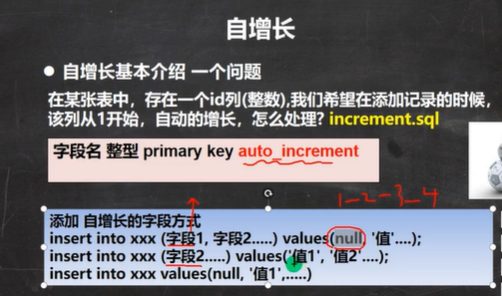 自增长
● 自增长基本介绍 一个问题
在某张表中，存在一个id列(整数),我们希望在添加记录的时候，
该列从1开始，自动的增长，怎么处理? increment.sql
字段名 整型 primary key auto_increment
1—2-3-4
添加 自增长的字段方式
insert into xxx (字段1, 字段2.....) values(null, '值'....);
insert into xxx (字段2.....) values('值1', '值2'....);
insert into xxx values(null, '值1',.....)